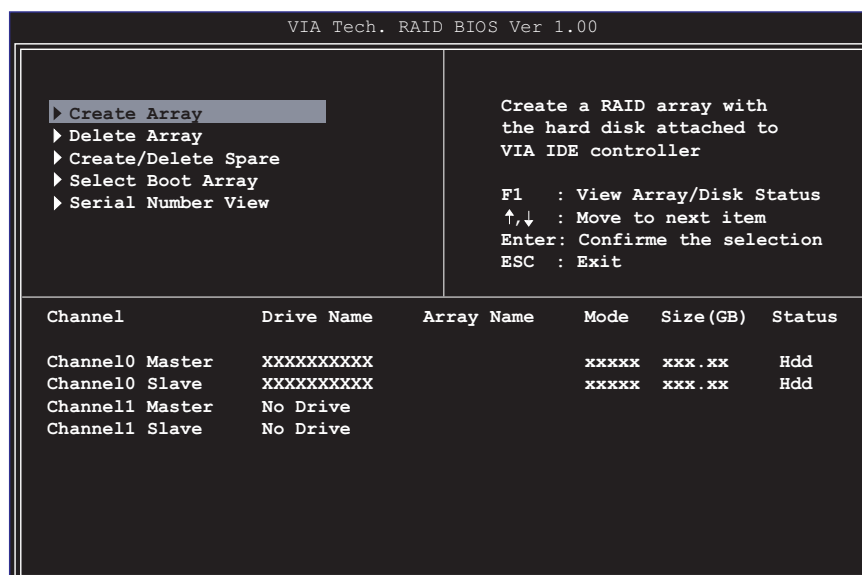 VIA Tech. RAID BIOS Ver 1.00
Create Array
Delete Array
Create/Delete Spare
Select Boot Array
Serial Number View
Create a RAID array with
the hard disk attached to
VIA IDE controller
F1 : View Array/Disk Status
↑,↓ : Move to next item
Enter: Confirme the selection
ESC : Exit
Channel Drive Name Array Name Mode Size(GB) Status
Channel0 Master XXXXXXXXXX xxxxx xxx.xx Hdd
Channel0 Slave XXXXXXXXXX xxxxx xxx.xx Hdd
Channel1 Master No Drive
Channel1 Slave No Drive